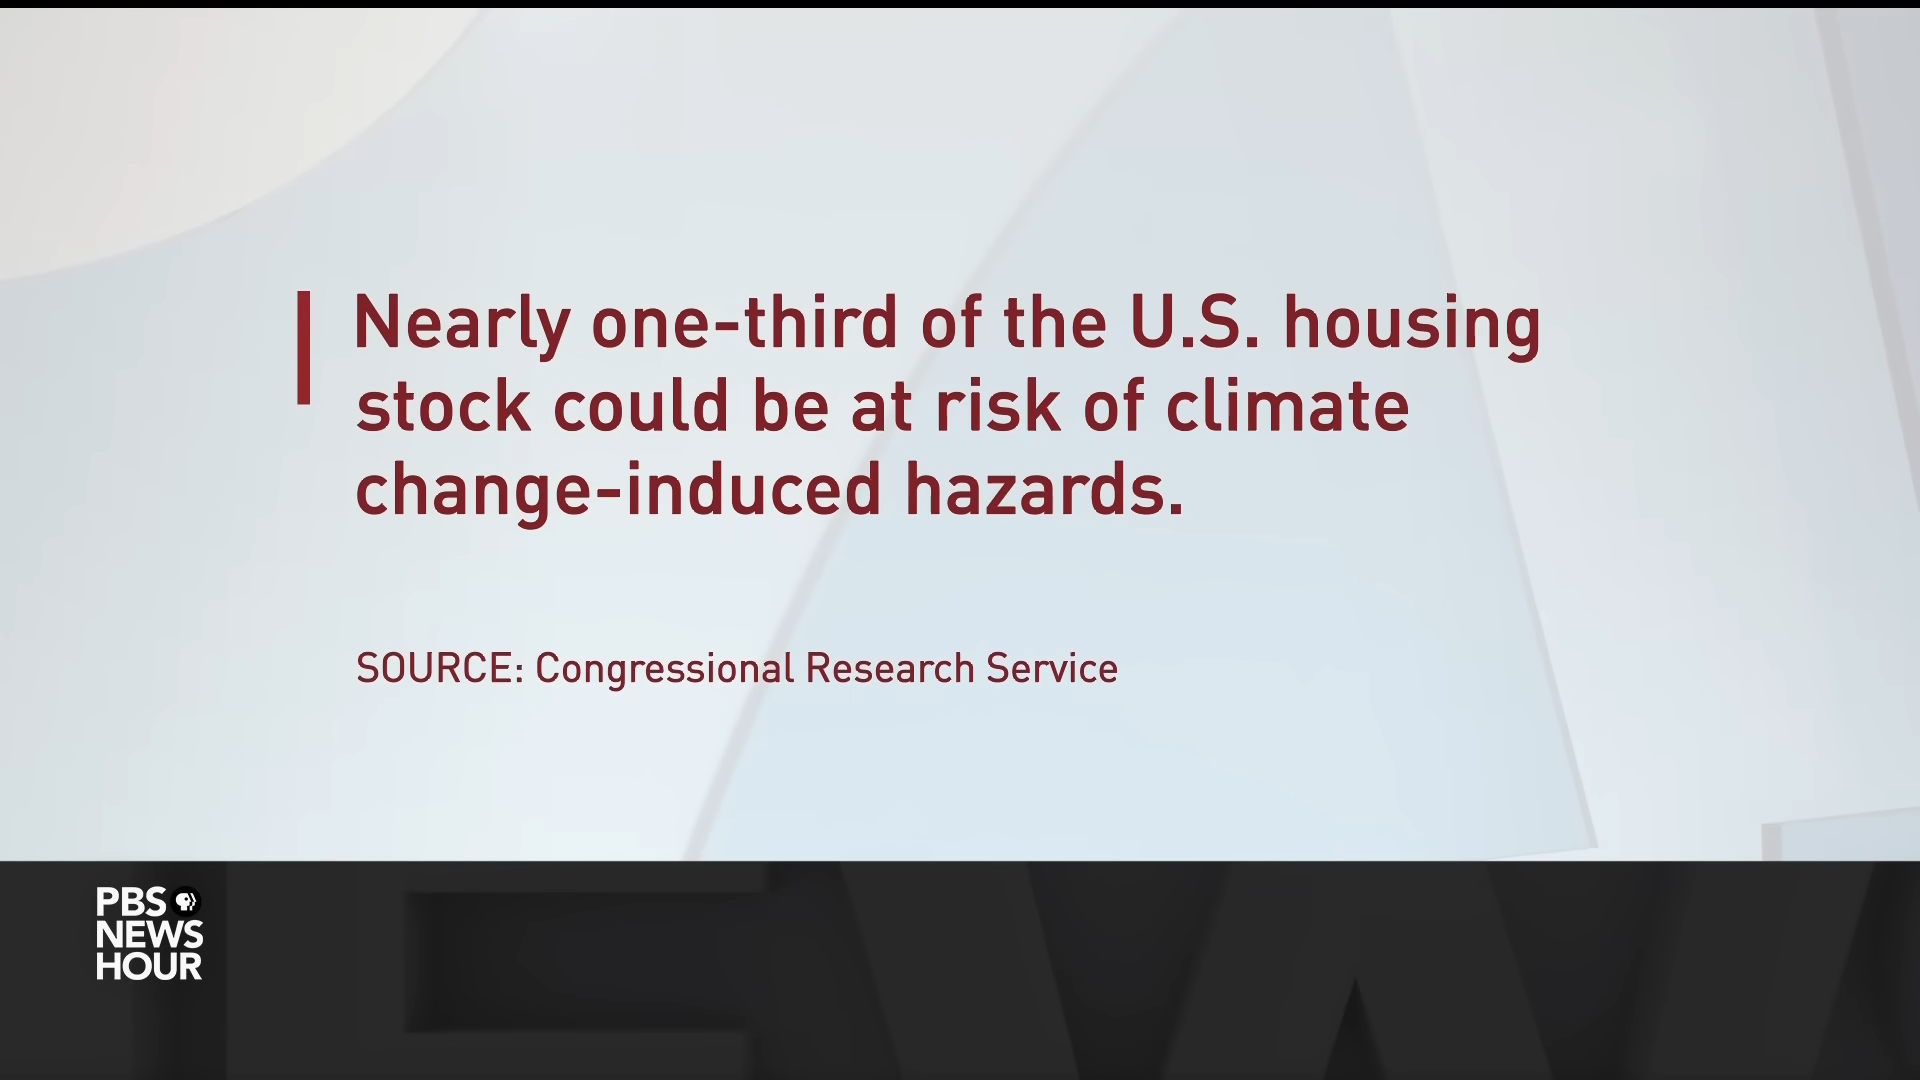 Nearly one-third of the U.S. housing
stock could be at risk of climate
change-induced hazards.
SOURCE: Congressional Research Service
PBS
NEWS
HOUR